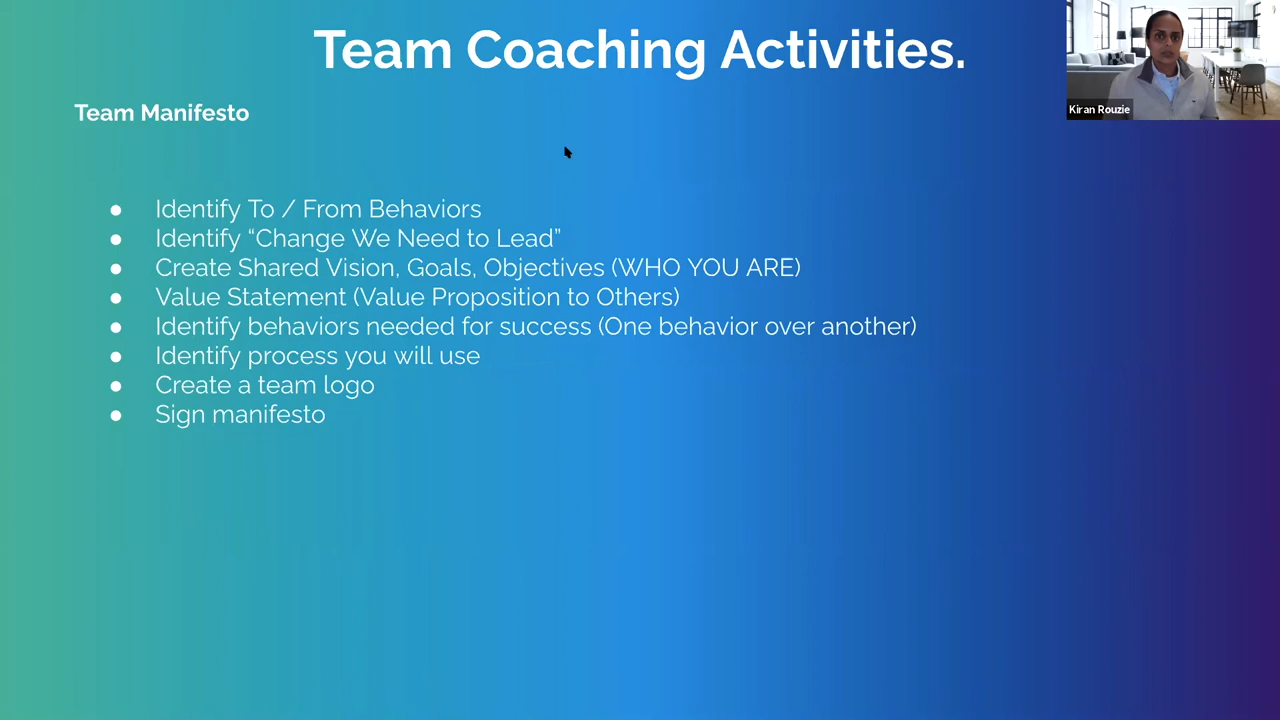 Team Coaching Activities.
Kiran Rouzie
Team Manifesto
● Identify To / From Behaviors
● Identify “Change We Need to Lead”
● Create Shared Vision, Goals, Objectives (WHO YOU ARE)
● Value Statement (Value Proposition to Others)
● Identify behaviors needed for success (One behavior over another)
● Identify process you will use
● Create a team logo
● Sign manifesto